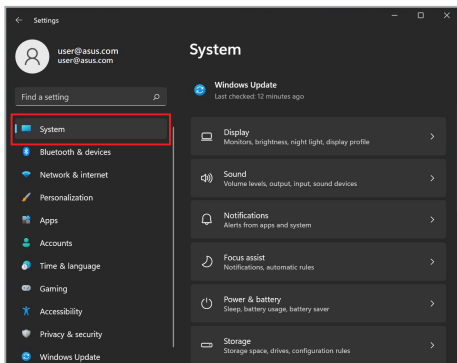 Settings
user@asus.com
user@asus.com
Find a setting
System
Bluetooth & devices
Network & internet
Personalization
Apps
Accounts
Time & language
Gaming
Accessibility
Privacy & security
Windows Update
System
Windows Update
Last checked: 12 minutes ago
Display
Monitors, brightness, night light, display profile
Sound
Volume levels, output, input, sound devices
Notifications
Alerts from apps and system
Focus assist
Notifications, automatic rules
Power & battery
Sleep, battery usage, battery saver
Storage
Storage space, drives, configuration rules